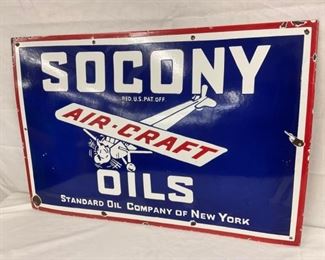 SOCONY
REG. U.S. PAT. OFF.
AIR-CRAFT
OILS
STANDARD OIL COMPANY OF NEW YORK